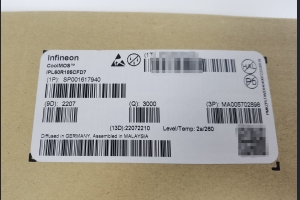 Infineon
CoolMOS™
IPL60R185CFD7
(1P): SP001617940
(9D): 2207 (Q): 3000 (3P): MA005702898
(13D):22072210 Level/Temp: 2a/260
Diffused in GERMANY, Assembled in MALAYSIA